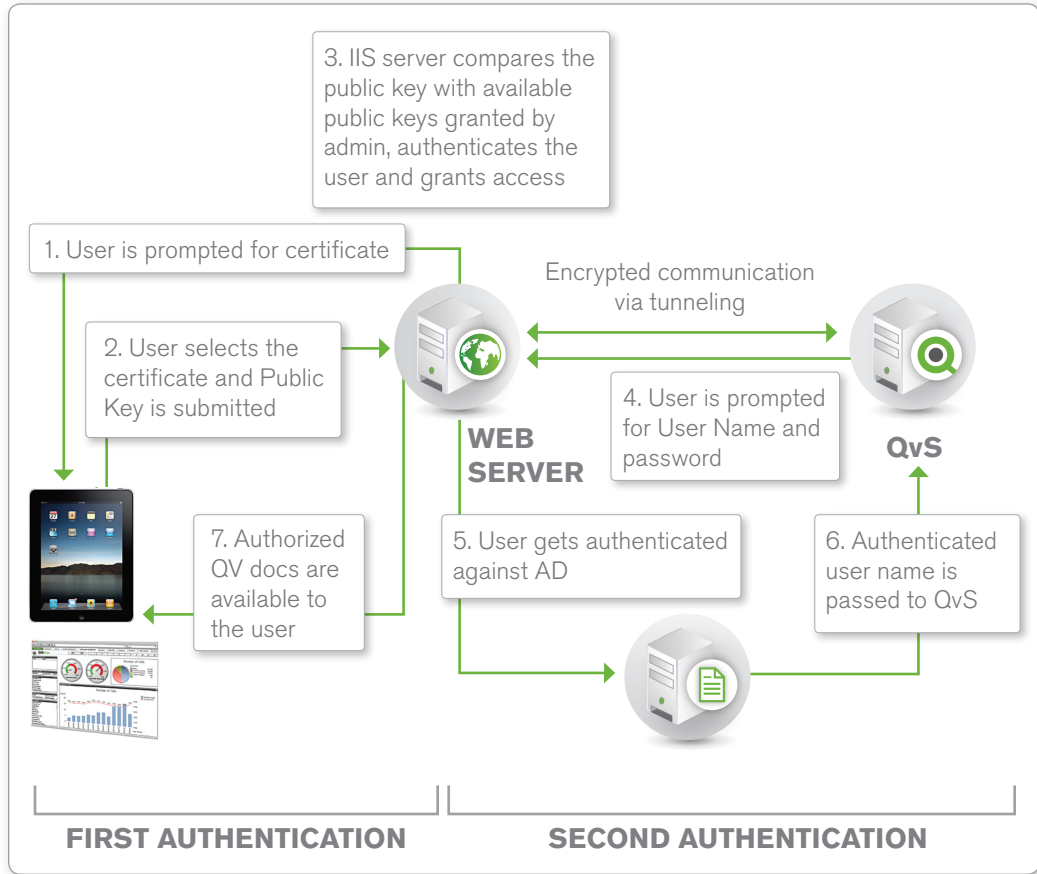 3. IIS server compares the
public key with available
public keys granted by
admin, authenticates the
user and grants access
1. User is prompted for certificate
Encrypted communication
via tunneling
2. User selects the
certificate and Public
Key is submitted
4. User is prompted
for User Name and
password
WEB
SERVER
QvS
7. Authorized
QV docs are
available to
the user
5. User gets authenticated
against AD
6. Authenticated
user name is
passed to QvS
FIRST AUTHENTICATION
SECOND AUTHENTICATION